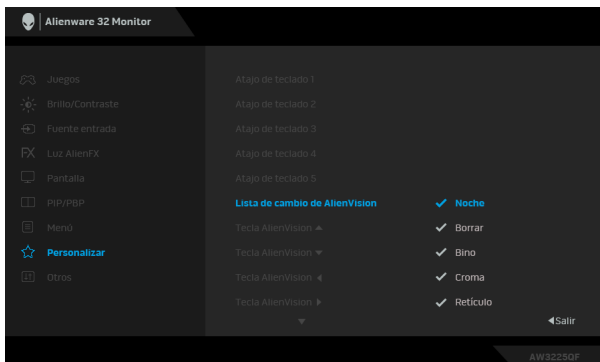 Alienware 32 Monitor
Juegos
Brillo/Contraste
Fuente entrada
Luz AlienFX
Pantalla
PIP/PBP
Menú
Personalizar
Otros
Atajo de teclado 1
Atajo de teclado 2
Atajo de teclado 3
Atajo de teclado 4
Atajo de teclado 5
Lista de cambio de AlienVision
Tecla AlienVision ▲
Tecla AlienVision ▼
Tecla AlienVision ◀
Tecla AlienVision ▶
Noche
Borrar
Bino
Croma
Retículo
Salir
AW3225QF